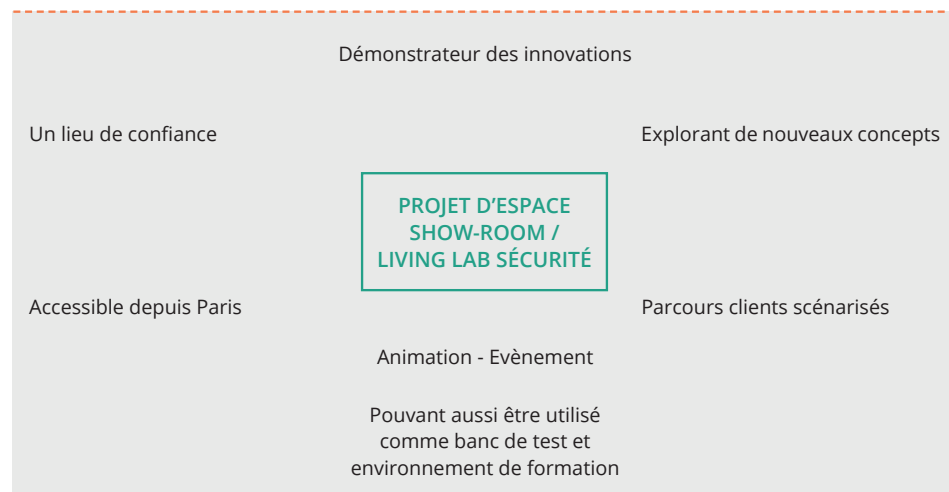 Démonstrateur des innovations
Un lieu de confiance
Explorant de nouveaux concepts
PROJET D’ESPACE
SHOW-ROOM /
LIVING LAB SÉCURITÉ
Accessible depuis Paris
Parcours clients scénarisés
Animation - Evènement
Pouvant aussi être utilisé
comme banc de test et
environnement de formation